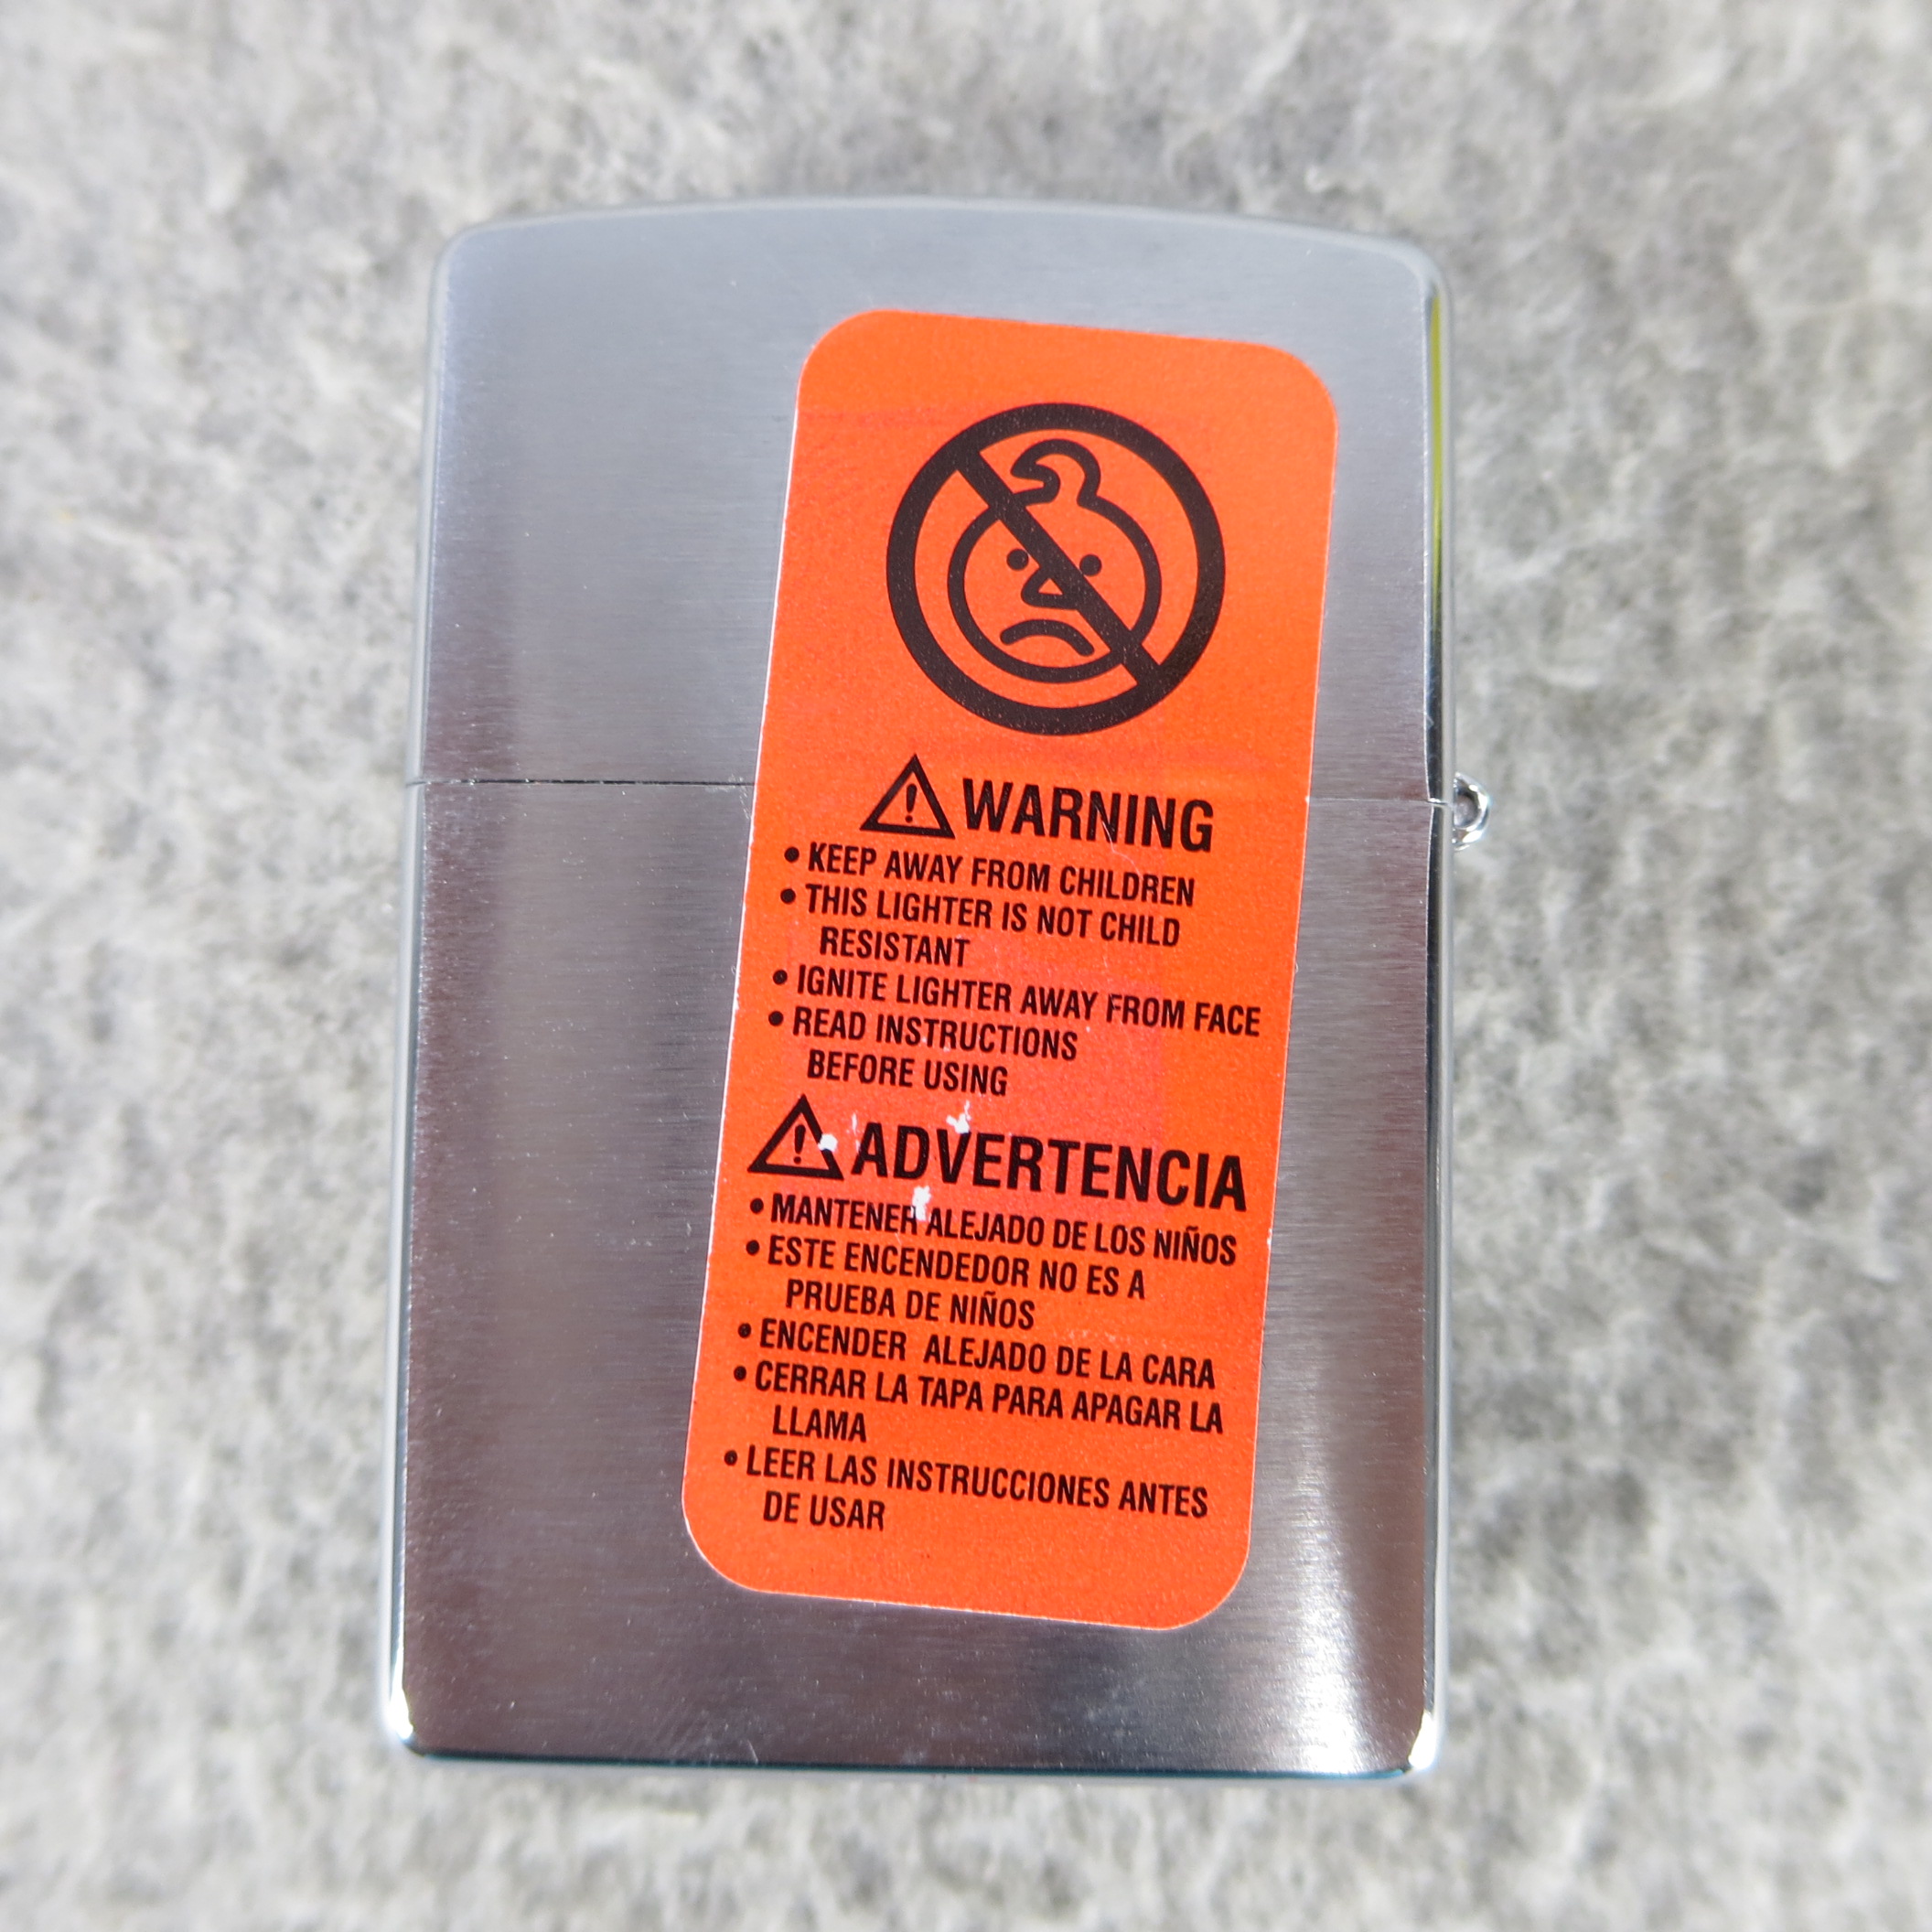 WARNING
• KEEP AWAY FROM CHILDREN
• THIS LIGHTER IS NOT CHILD
RESISTANT
• IGNITE LIGHTER AWAY FROM FACE
• READ INSTRUCTIONS
BEFORE USING
ADVERTENCIA
• MANTENER ALEJADO DE LOS NIÑOS
• ESTE ENCENDEDOR NO ES A
PRUEBA DE NIÑOS
• ENCENDER ALEJADO DE LA CARA
• CERRAR LA TAPA PARA APAGAR LA
LLAMA
• LEER LAS INSTRUCCIONES ANTES
DE USAR